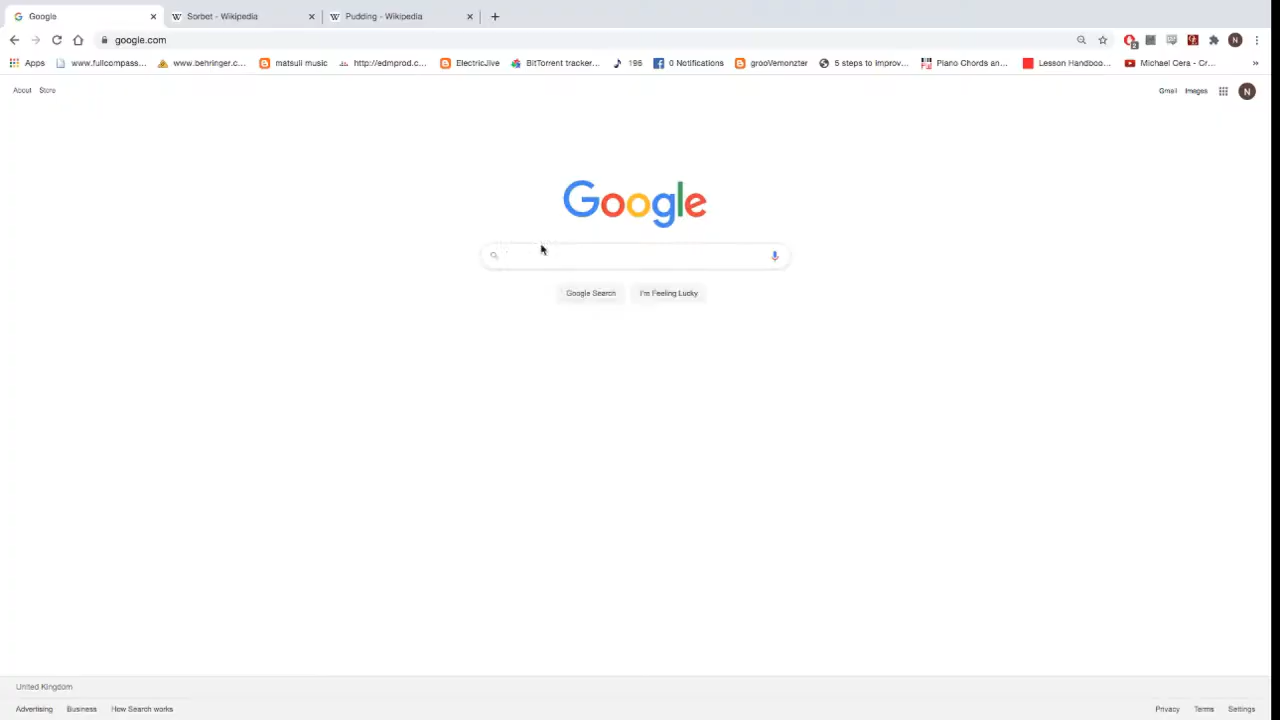 Google
Sorbet - Wikipedia
Pudding - Wikipedia
google.com
2
N
Apps
www.fullcompass...
www.behringer.c...
matsuli music
http://edmprod.c...
ElectricJive
BitTorrent tracker...
196
0 Notifications
grooVemonzter
5 steps to Improv...
Piano Chords an...
Lesson Handboo...
Michael Cera - Cr...
About
Store
Gmail
Images
N
Google
Google Search
I'm Feeling Lucky
United Kingdom
Advertising
Business
How Search works
Privacy
Terms
Settings